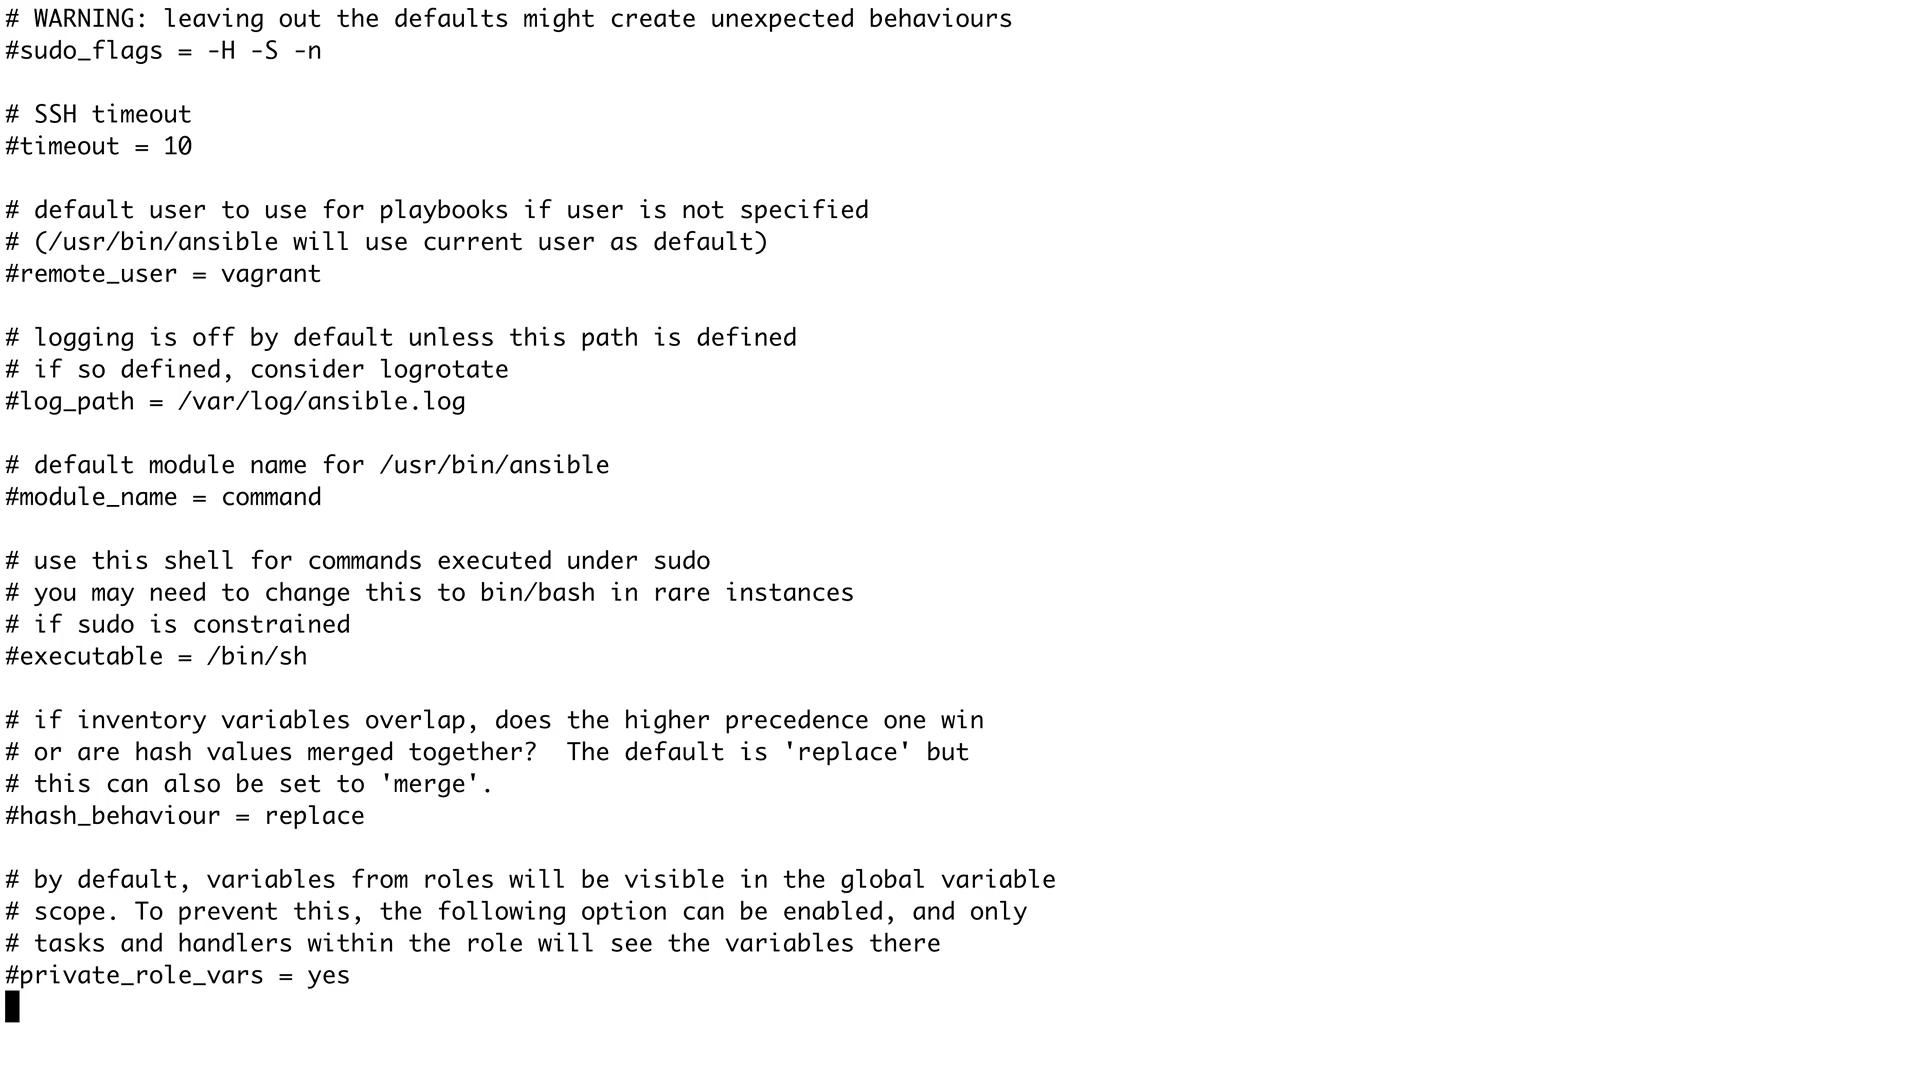 # WARNING: leaving out the defaults might create unexpected behaviours
#sudo_flags = -H -S -n
# SSH timeout
#timeout = 10
# default user to use for playbooks if user is not specified
# (/usr/bin/ansible will use current user as default)
#remote_user = vagrant
# logging is off by default unless this path is defined
# if so defined, consider logrotate
#log_path = /var/log/ansible.log
# default module name for /usr/bin/ansible
#module_name = command
# use this shell for commands executed under sudo
# you may need to change this to bin/bash in rare instances
# if sudo is constrained
#executable = /bin/sh
# if inventory variables overlap, does the higher precedence one win
# or are hash values merged together?  The default is 'replace' but
# this can also be set to 'merge'.
#hash_behaviour = replace
# by default, variables from roles will be visible in the global variable
# scope. To prevent this, the following option can be enabled, and only
# tasks and handlers within the role will see the variables there
#private_role_vars = yes